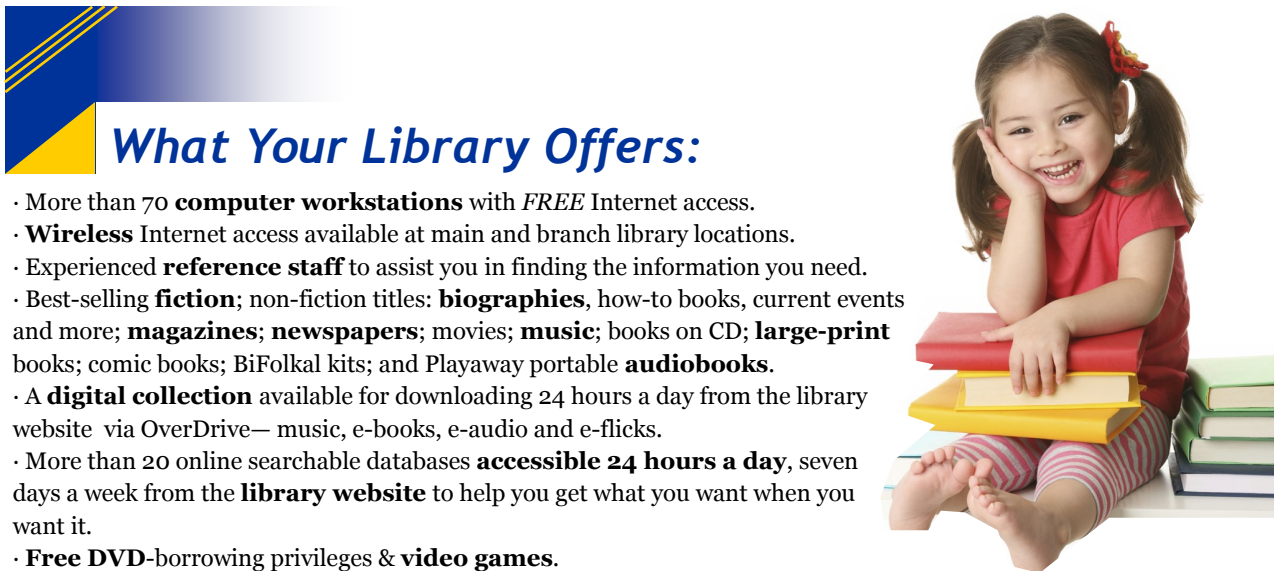 What Your Library Offers:
· More than 70 computer workstations with FREE Internet access.
· Wireless Internet access available at main and branch library locations.
· Experienced reference staff to assist you in finding the information you need.
· Best-selling fiction; non-fiction titles: biographies, how-to books, current events
and more; magazines; newspapers; movies; music; books on CD; large-print
books; comic books; BiFolkal kits; and Playaway portable audiobooks.
· A digital collection available for downloading 24 hours a day from the library
website  via OverDrive— music, e-books, e-audio and e-flicks.
· More than 20 online searchable databases accessible 24 hours a day, seven
days a week from the library website to help you get what you want when you
want it.
· Free DVD-borrowing privileges & video games.